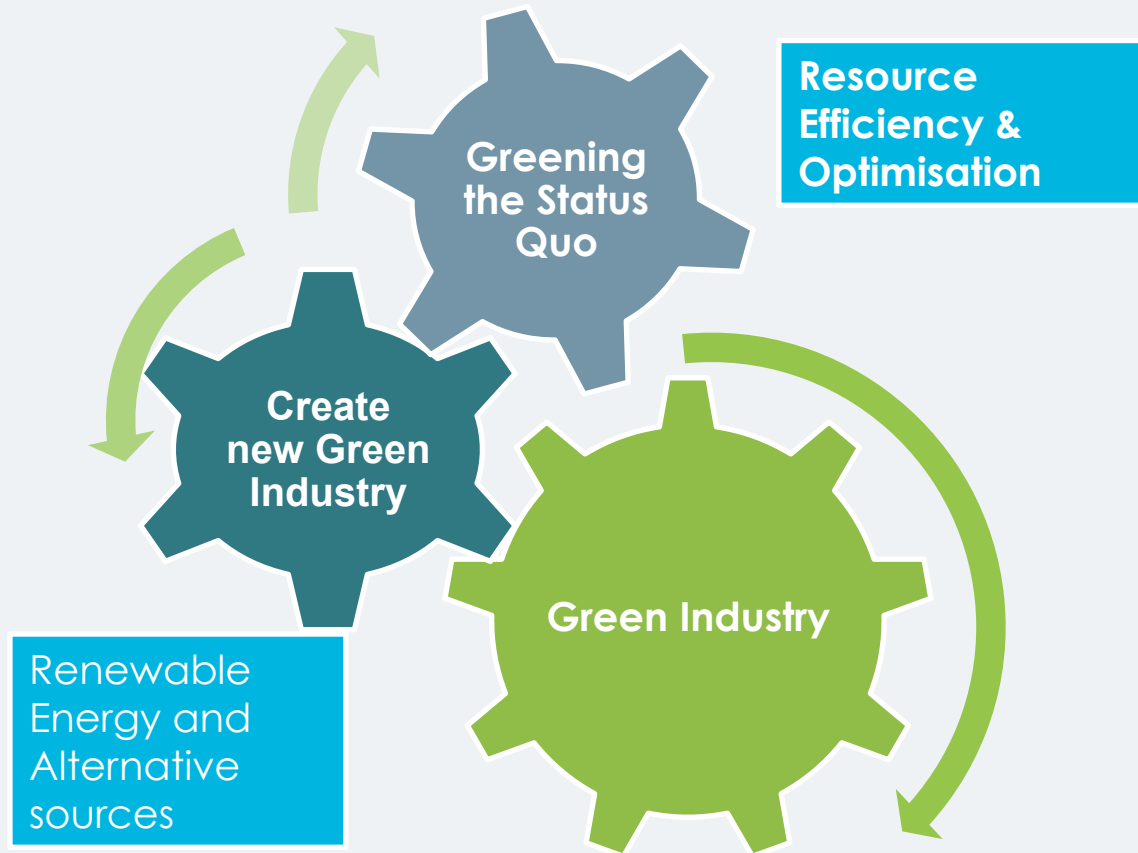 Greening
the Status
Quo
Resource
Efficiency &
Optimisation
Create
new Green
Industry
Green Industry
Renewable
Energy and
Alternative
sources